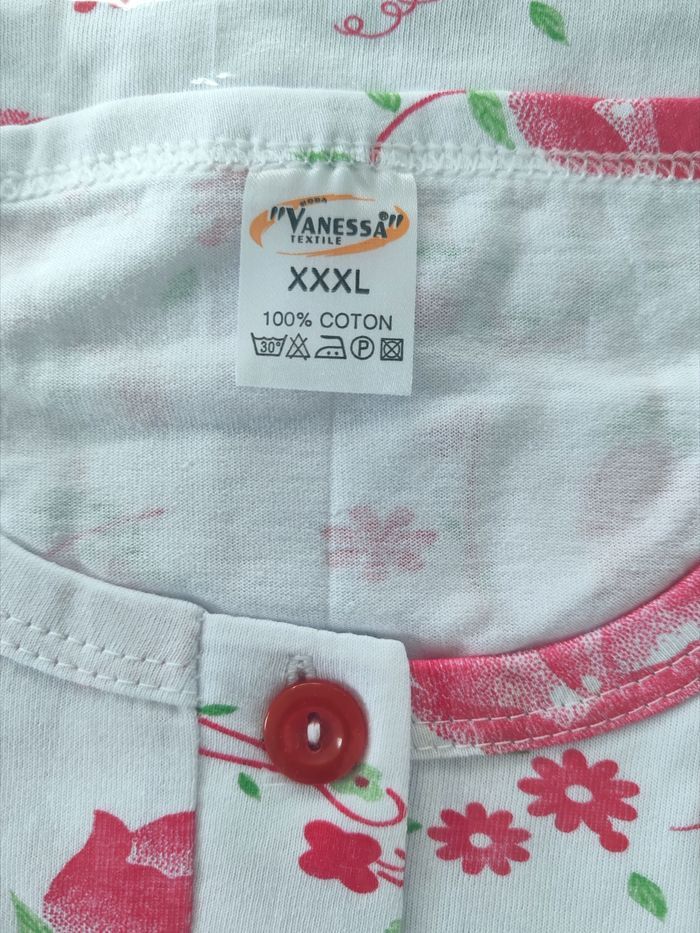 MODA
"VANESSA"®
TEXTILE
XXXL
100% COTON
30° P